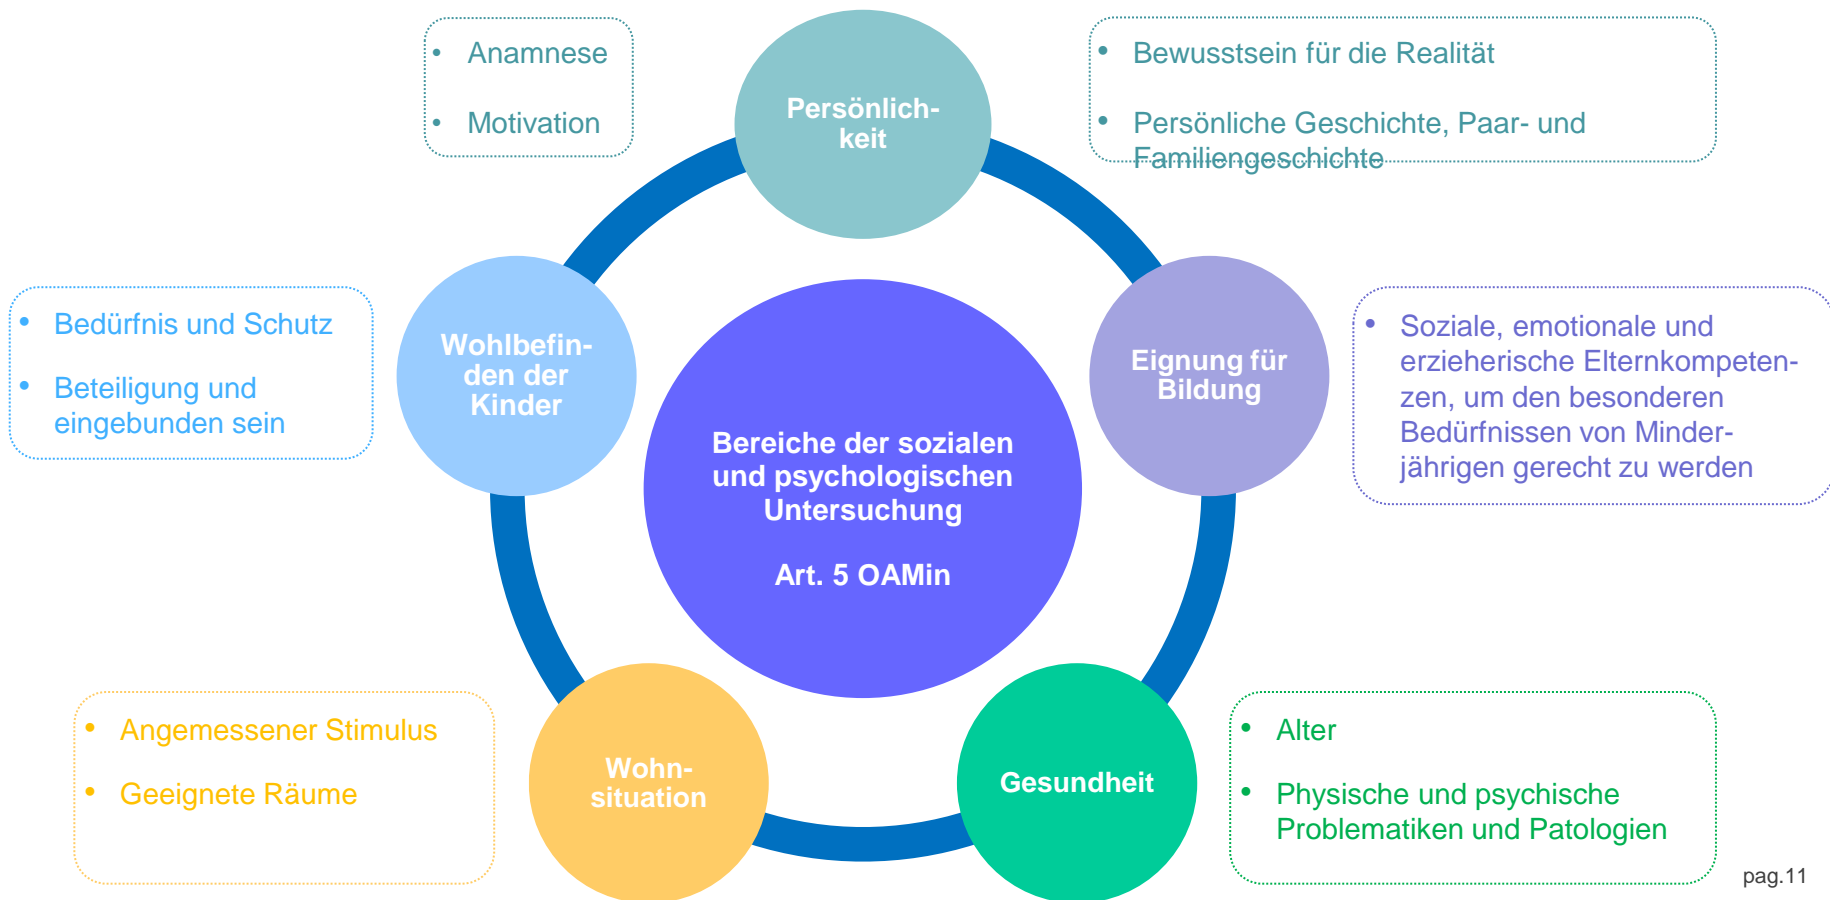 • Anamnese
• Motivation
Persönlich-
keit
• Bewusstsein für die Realität
• Persönliche Geschichte, Paar- und
Familiengeschichte
• Bedürfnis und Schutz
• Beteiligung und
eingebunden sein
Wohlbefin-
den der
Kinder
Eignung für
Bildung
• Soziale, emotionale und
erzieherische Elternkompeten-
zen, um den besonderen
Bedürfnissen von Minder-
jährigen gerecht zu werden
Bereiche der sozialen
und psychologischen
Untersuchung
Art. 5 OAMin
• Angemessener Stimulus
• Geeignete Räume
Wohn-
situation
Gesundheit
• Alter
• Physische und psychische
Problematiken und Patologien
pag.11